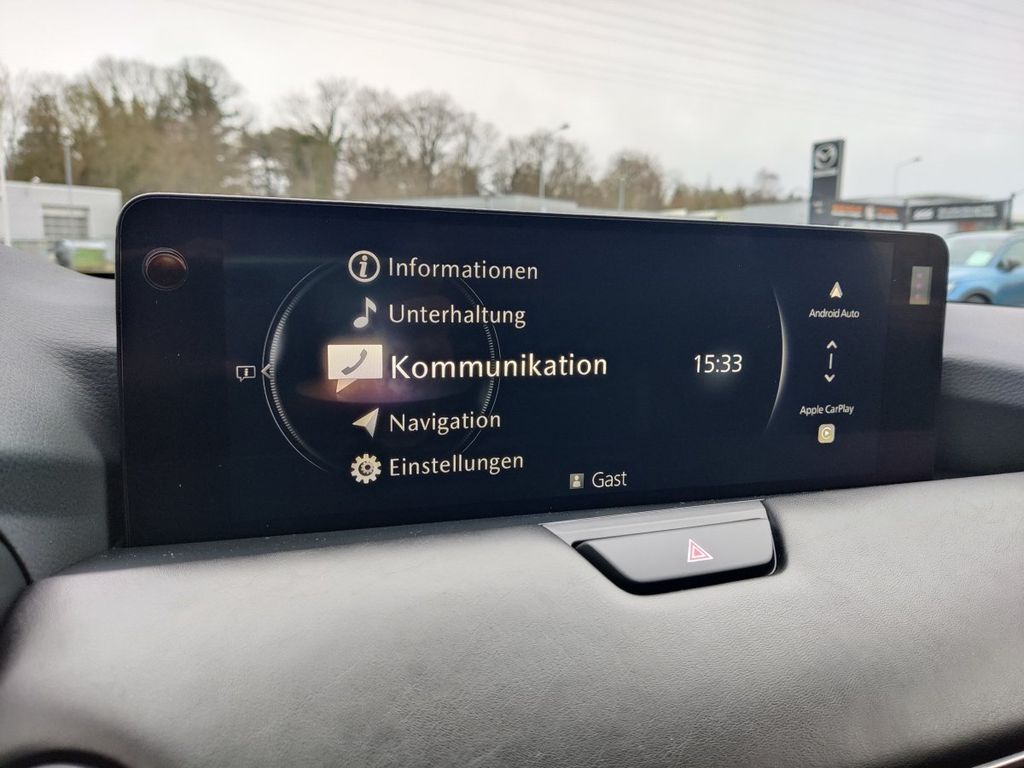 Informationen
Unterhaltung
Kommunikation
Navigation
Einstellungen
15:33
Gast
Android Auto
Apple CarPlay